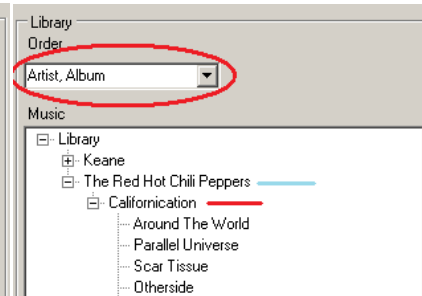 Library
Order
Artist, Album
Music
Library
Keane
The Red Hot Chili Peppers
Californication
Around The World
Parallel Universe
Scar Tissue
Otherside